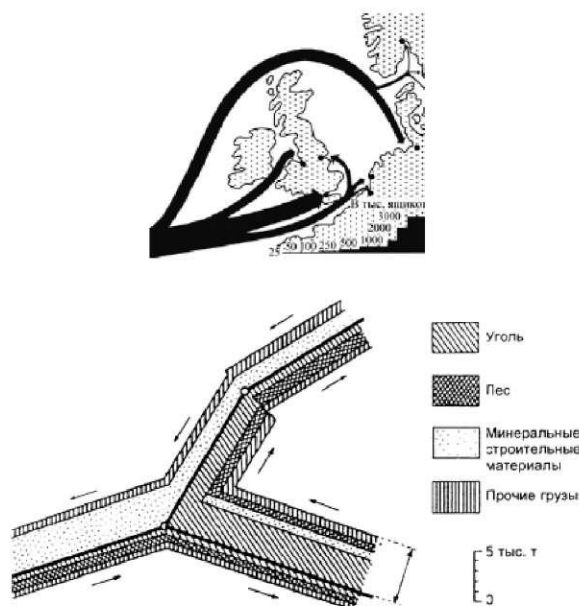 В тыс. ящиков
3000
2000
25 50 100 250 500 1000
Уголь
Лес
Минеральные
строительные
материалы
Прочие грузы
5 тыс. т
0